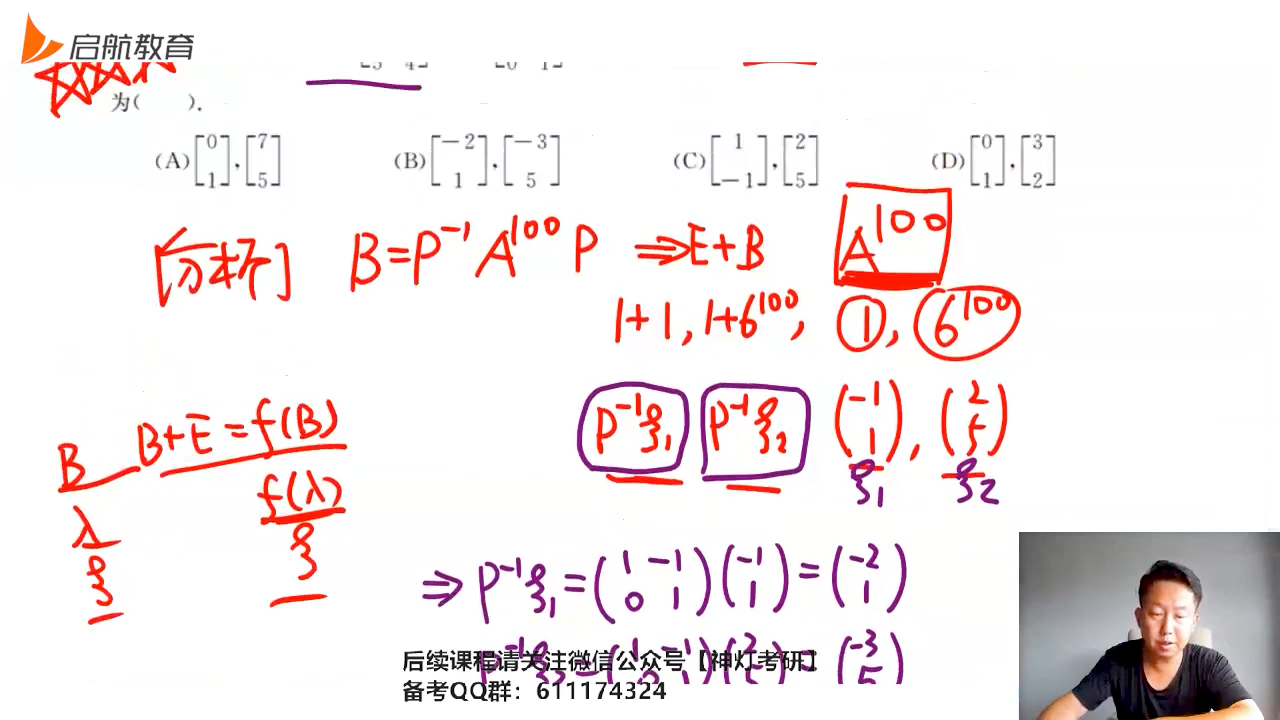 启航教育
为( ).
(A)[0 1],[7 5] (B)[-2 1],[-3 5] (C)[1 -1],[2 5] (D)[0 1],[3 2]
[分析] B=P⁻¹A¹⁰⁰P ⇒E+B A¹⁰⁰
1+1, 1+6¹⁰⁰, 1, 6¹⁰⁰
B B+E=f(B) P⁻¹ξ₁ P⁻¹ξ₂ (-1 1), (2 5)
λ f(λ) ξ₁ ξ₂
ξ ξ
⇒ P⁻¹ξ₁=(1 -1 0 1)(-1 1)=(-2 1)
后续课程请关注微信公众号【神灯考研】
备考QQ群：611174324